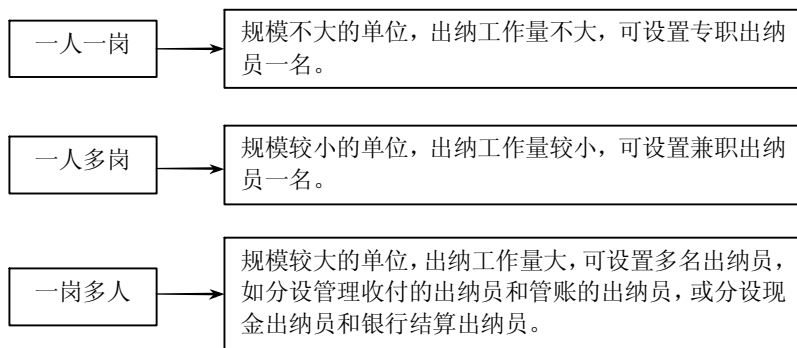 一人一岗
规模不大的单位，出纳工作量不大，可设置专职出纳
员一名。
一人多岗
规模较小的单位，出纳工作量较小，可设置兼职出纳
员一名。
一岗多人
规模较大的单位，出纳工作量大，可设置多名出纳员，
如分设管理收付的出纳员和管账的出纳员，或分设现
金出纳员和银行结算出纳员。